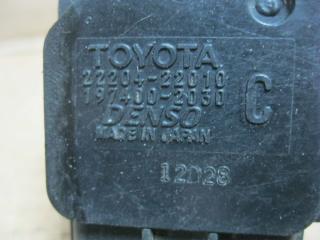 TOYOTA
22204-22010
197400-2030 C
DENSO
MADE IN JAPAN
12D28